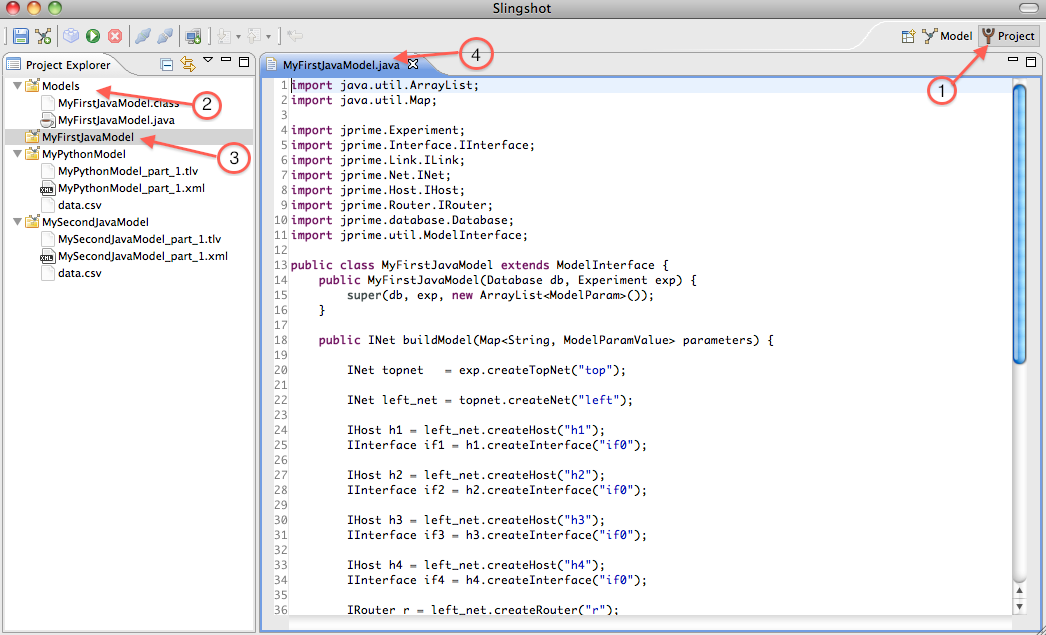 Slingshot
Model Project
Project Explorer
Models
MyFirstJavaModel.class
MyFirstJavaModel.java
MyFirstJavaModel
MyPythonModel
MyPythonModel_part_1.tlv
MyPythonModel_part_1.xml
data.csv
MySecondJavaModel
MySecondJavaModel_part_1.tlv
MySecondJavaModel_part_1.xml
data.csv
1
2
3
4
MyFirstJavaModel.java
1 import java.util.ArrayList;
2 import java.util.Map;
3
4 import jprime.Experiment;
5 import jprime.Interface.IInterface;
6 import jprime.Link.ILink;
7 import jprime.Net.INet;
8 import jprime.Host.IHost;
9 import jprime.Router.IRouter;
10 import jprime.database.Database;
11 import jprime.util.ModelInterface;
12
13 public class MyFirstJavaModel extends ModelInterface {
14 public MyFirstJavaModel(Database db, Experiment exp) {
15 super(db, exp, new ArrayList<ModelParam>());
16 }
17
18 public INet buildModel(Map<String, ModelParamValue> parameters) {
19
20 INet topnet = exp.createTopNet("top");
21
22 INet left_net = topnet.createNet("left");
23
24 IHost h1 = left_net.createHost("h1");
25 IInterface if1 = h1.createInterface("if0");
26
27 IHost h2 = left_net.createHost("h2");
28 IInterface if2 = h2.createInterface("if0");
29
30 IHost h3 = left_net.createHost("h3");
31 IInterface if3 = h3.createInterface("if0");
32
33 IHost h4 = left_net.createHost("h4");
34 IInterface if4 = h4.createInterface("if0");
35
36 IRouter r = left_net.createRouter("r");